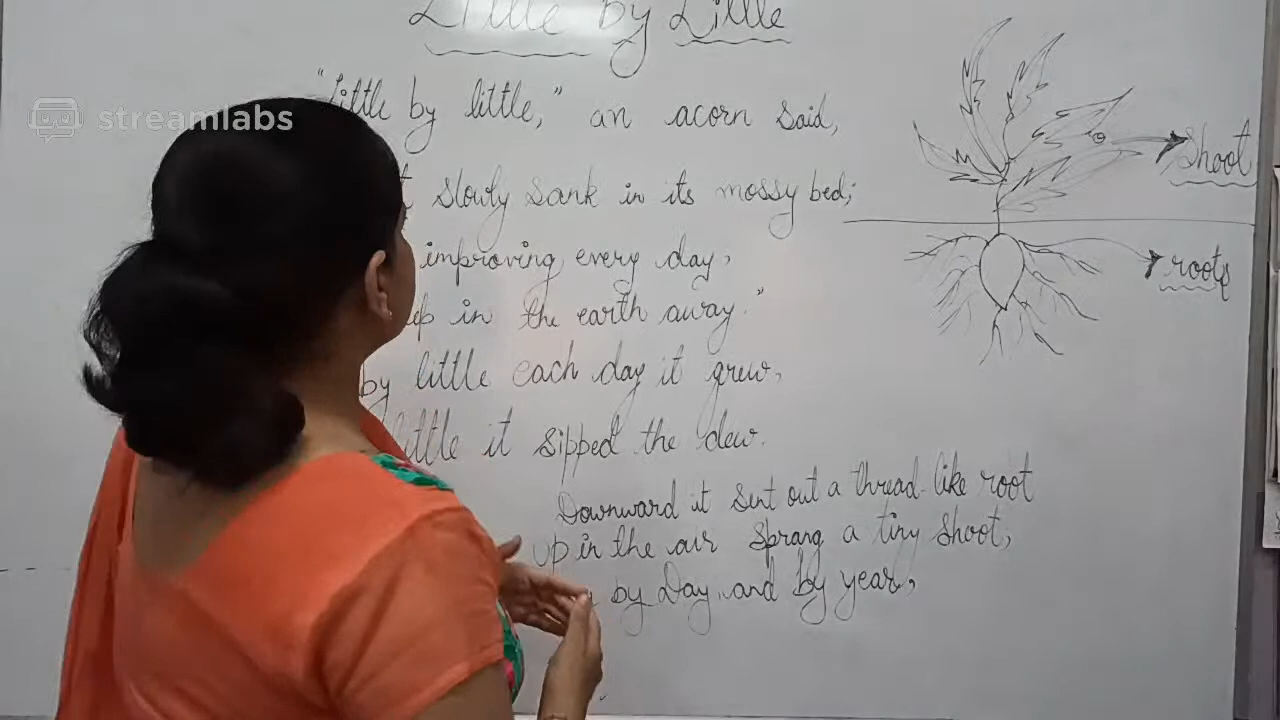 Little by Little
streamlabs
"Little by little," an acorn said,
slowly sank in its mossy bed;
improving every day,
in the earth away."
by little each day it grew,
little it sipped the dew.
Downward it sent out a thread-like root
up in the air sprang a tiny shoot,
by Day, and by year,
Shoot
roots